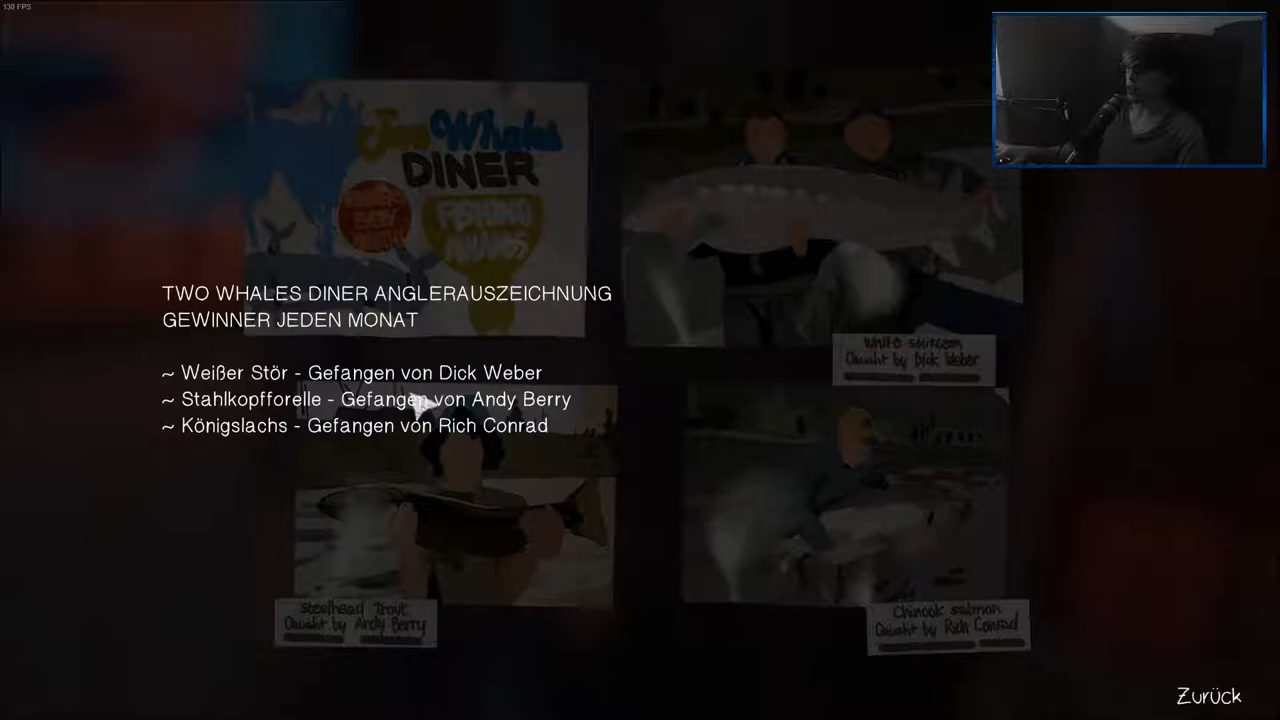 130 FPS
Two Whales
DINER
FISHING
AWARDS
TWO WHALES DINER ANGLERAUSZEICHNUNG
GEWINNER JEDEN MONAT
~ Weißer Stör - Gefangen von Dick Weber
~ Stahlkopfforelle - Gefangen von Andy Berry
~ Königslachs - Gefangen von Rich Conrad
White sturgeon
Caught by Dick Weber
Steelhead Trout
Caught by Andy Berry
Chinook salmon
Caught by Rich Conrad
Zurück